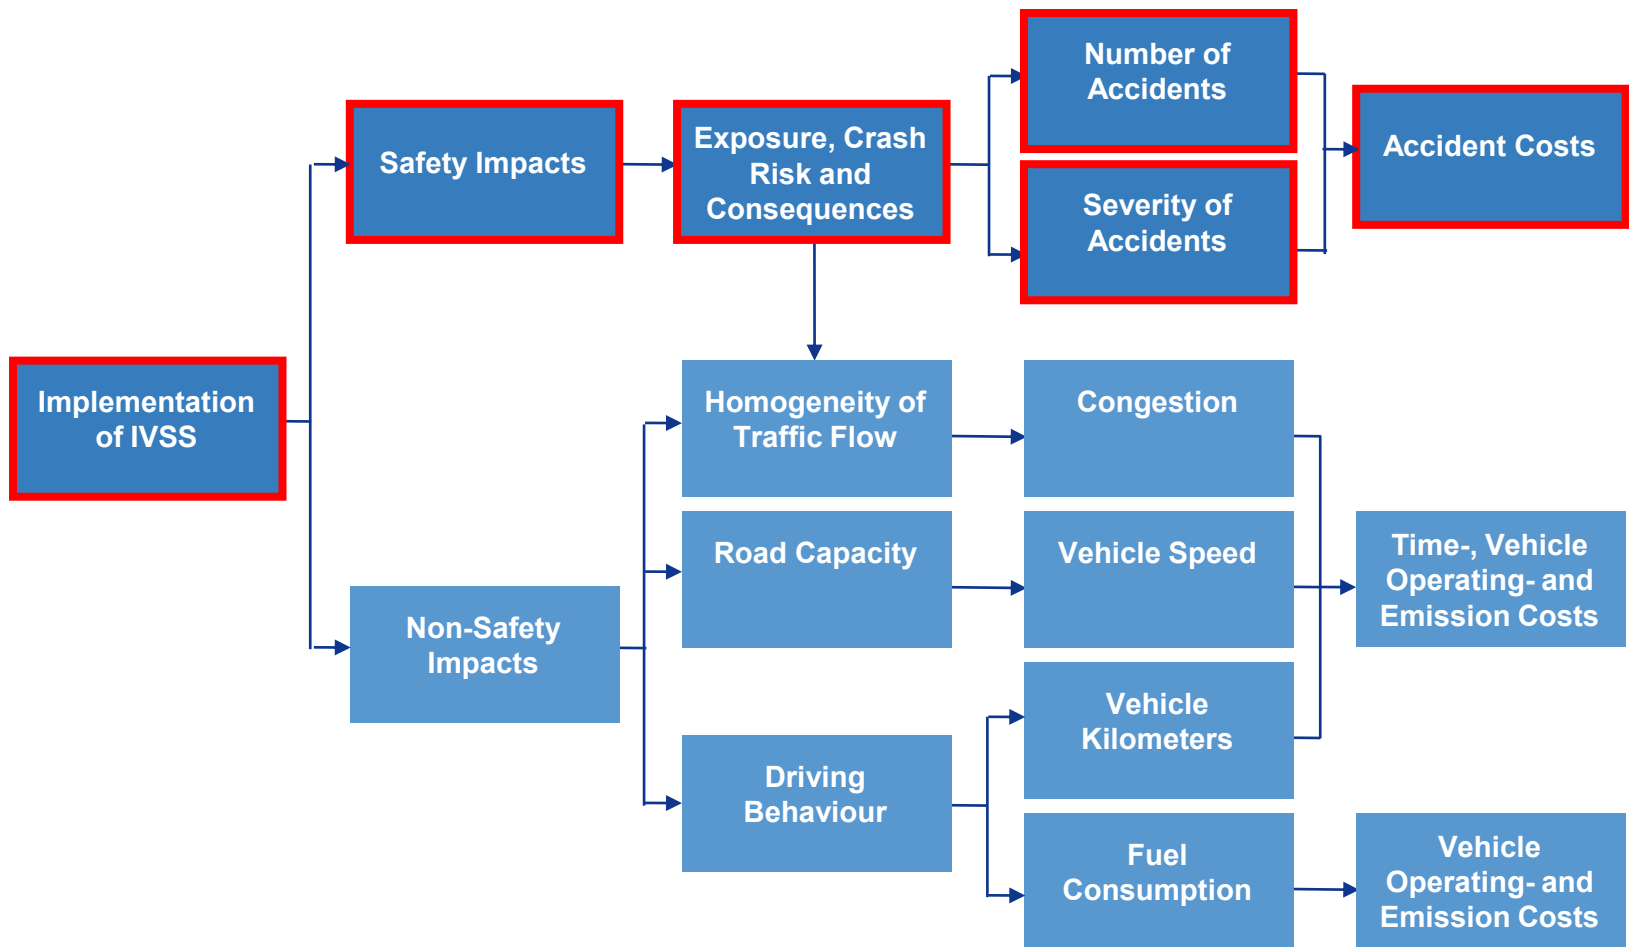 Number of
Accidents
Safety Impacts
Exposure, Crash
Risk and
Consequences
Accident Costs
Severity of
Accidents
Implementation
of IVSS
Homogeneity of
Traffic Flow
Congestion
Road Capacity
Vehicle Speed
Time-, Vehicle
Operating- and
Emission Costs
Non-Safety
Impacts
Vehicle
Kilometers
Driving
Behaviour
Fuel
Consumption
Vehicle
Operating- and
Emission Costs